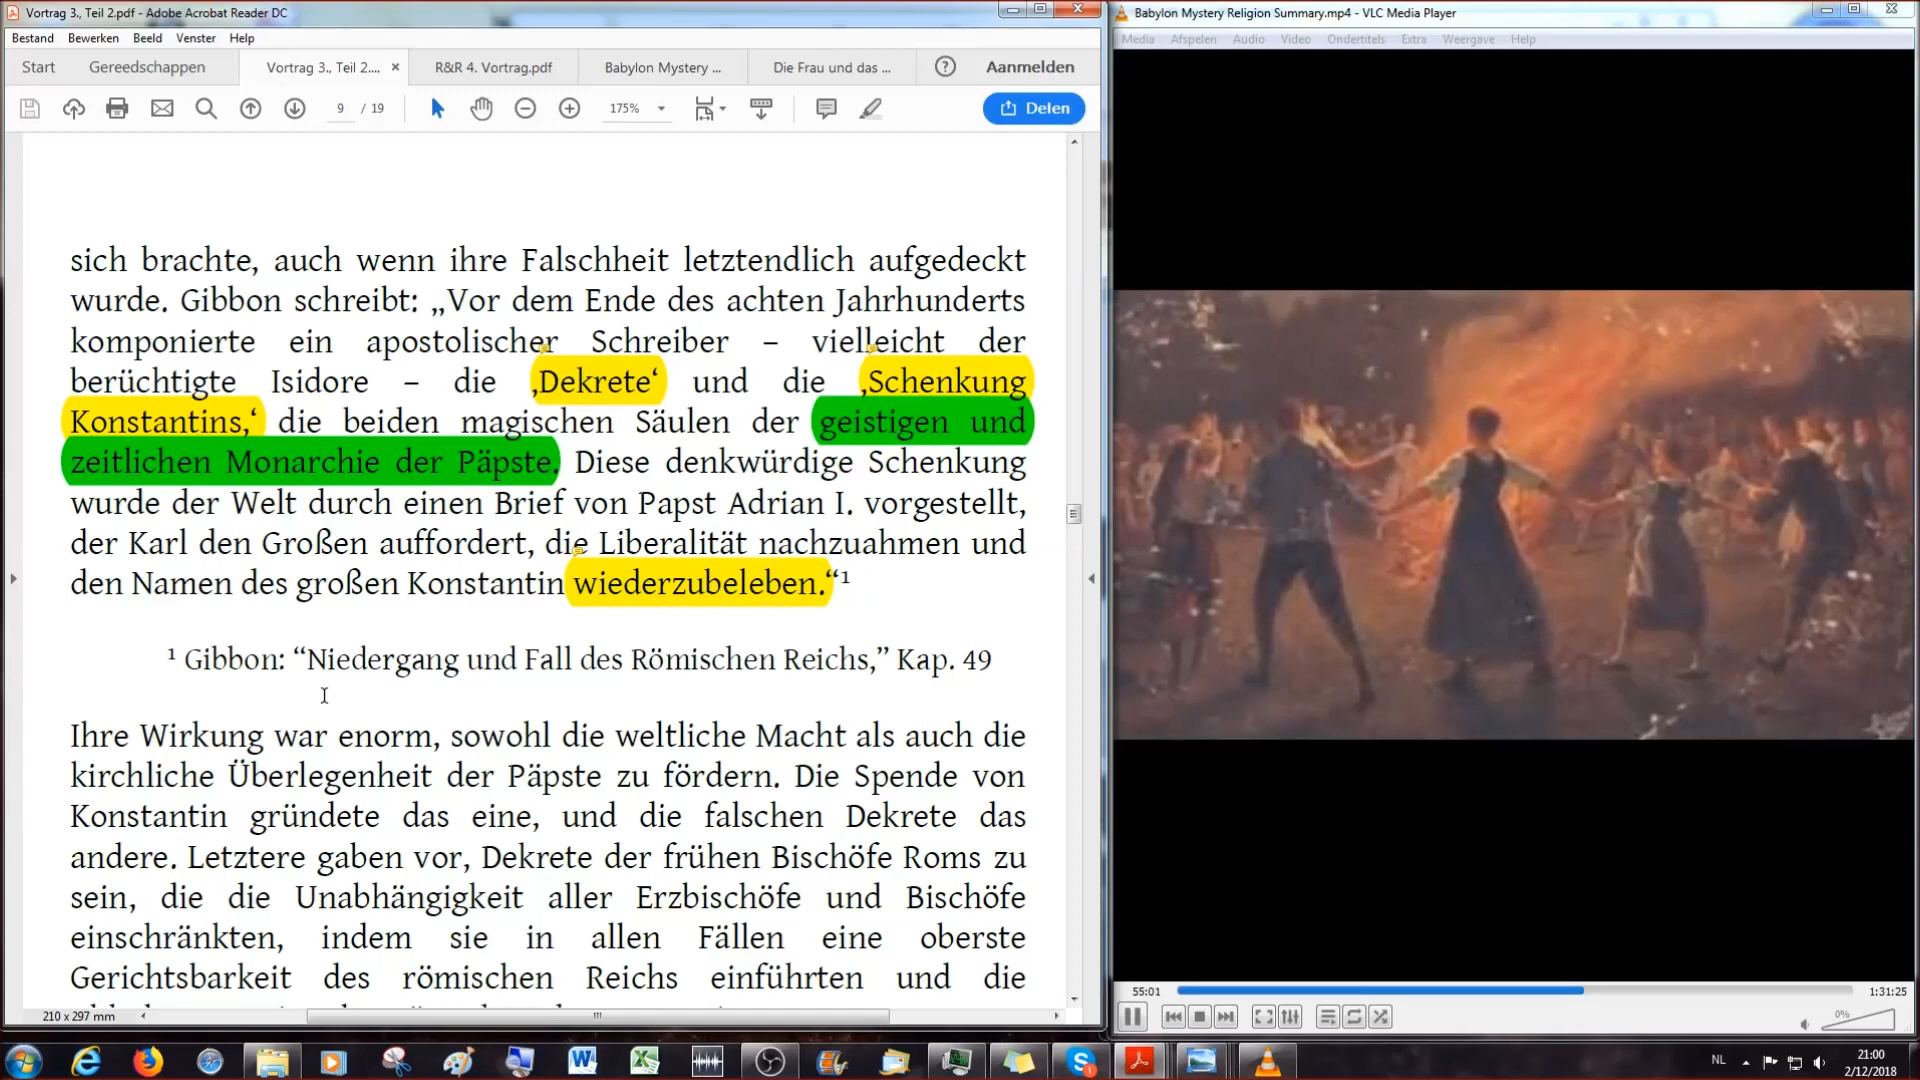 Vortrag 3., Teil 2.pdf - Adobe Acrobat Reader DC
Bestand Bewerken Beeld Venster Help
Start Gereedschappen Vortrag 3., Teil 2.... × R&R 4. Vortrag.pdf Babylon Mystery ... Die Frau und das ... Aanmelden
9 / 19 175% Delen
sich brachte, auch wenn ihre Falschheit letztendlich aufgedeckt
wurde. Gibbon schreibt: „Vor dem Ende des achten Jahrhunderts
komponierte ein apostolischer Schreiber – vielleicht der
berüchtigte Isidore – die ‚Dekrete‘ und die ‚Schenkung
Konstantins,‘ die beiden magischen Säulen der geistigen und
zeitlichen Monarchie der Päpste. Diese denkwürdige Schenkung
wurde der Welt durch einen Brief von Papst Adrian I. vorgestellt,
der Karl den Großen auffordert, die Liberalität nachzuahmen und
den Namen des großen Konstantin wiederzubeleben.“¹
¹ Gibbon: “Niedergang und Fall des Römischen Reichs,” Kap. 49
Ihre Wirkung war enorm, sowohl die weltliche Macht als auch die
kirchliche Überlegenheit der Päpste zu fördern. Die Spende von
Konstantin gründete das eine, und die falschen Dekrete das
andere. Letztere gaben vor, Dekrete der frühen Bischöfe Roms zu
sein, die die Unabhängigkeit aller Erzbischöfe und Bischöfe
einschränkten, indem sie in allen Fällen eine oberste
Gerichtsbarkeit des römischen Reichs einführten und die
210 x 297 mm
Babylon Mystery Religion Summary.mp4 - VLC Media Player
Media Afspelen Audio Video Ondertitels Extra Weergave Help
55:01 1:31:25
0%
NL 21:00
2/12/2018